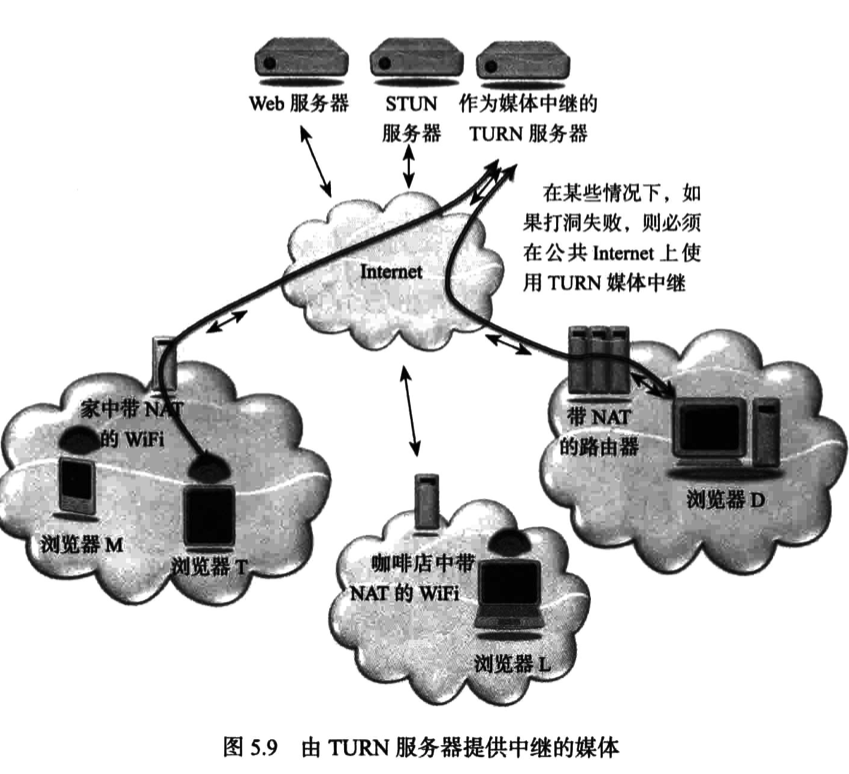 Web 服务器
STUN
服务器
作为媒体中继的
TURN 服务器
在某些情况下，如
果打洞失败，则必须
在公共 Internet 上使
用 TURN 媒体中继
Internet
家中带 NAT
的 WiFi
浏览器 M
浏览器 T
带 NAT
的路由器
浏览器 D
咖啡店中带
NAT 的 WiFi
浏览器 L
图 5.9 由 TURN 服务器提供中继的媒体